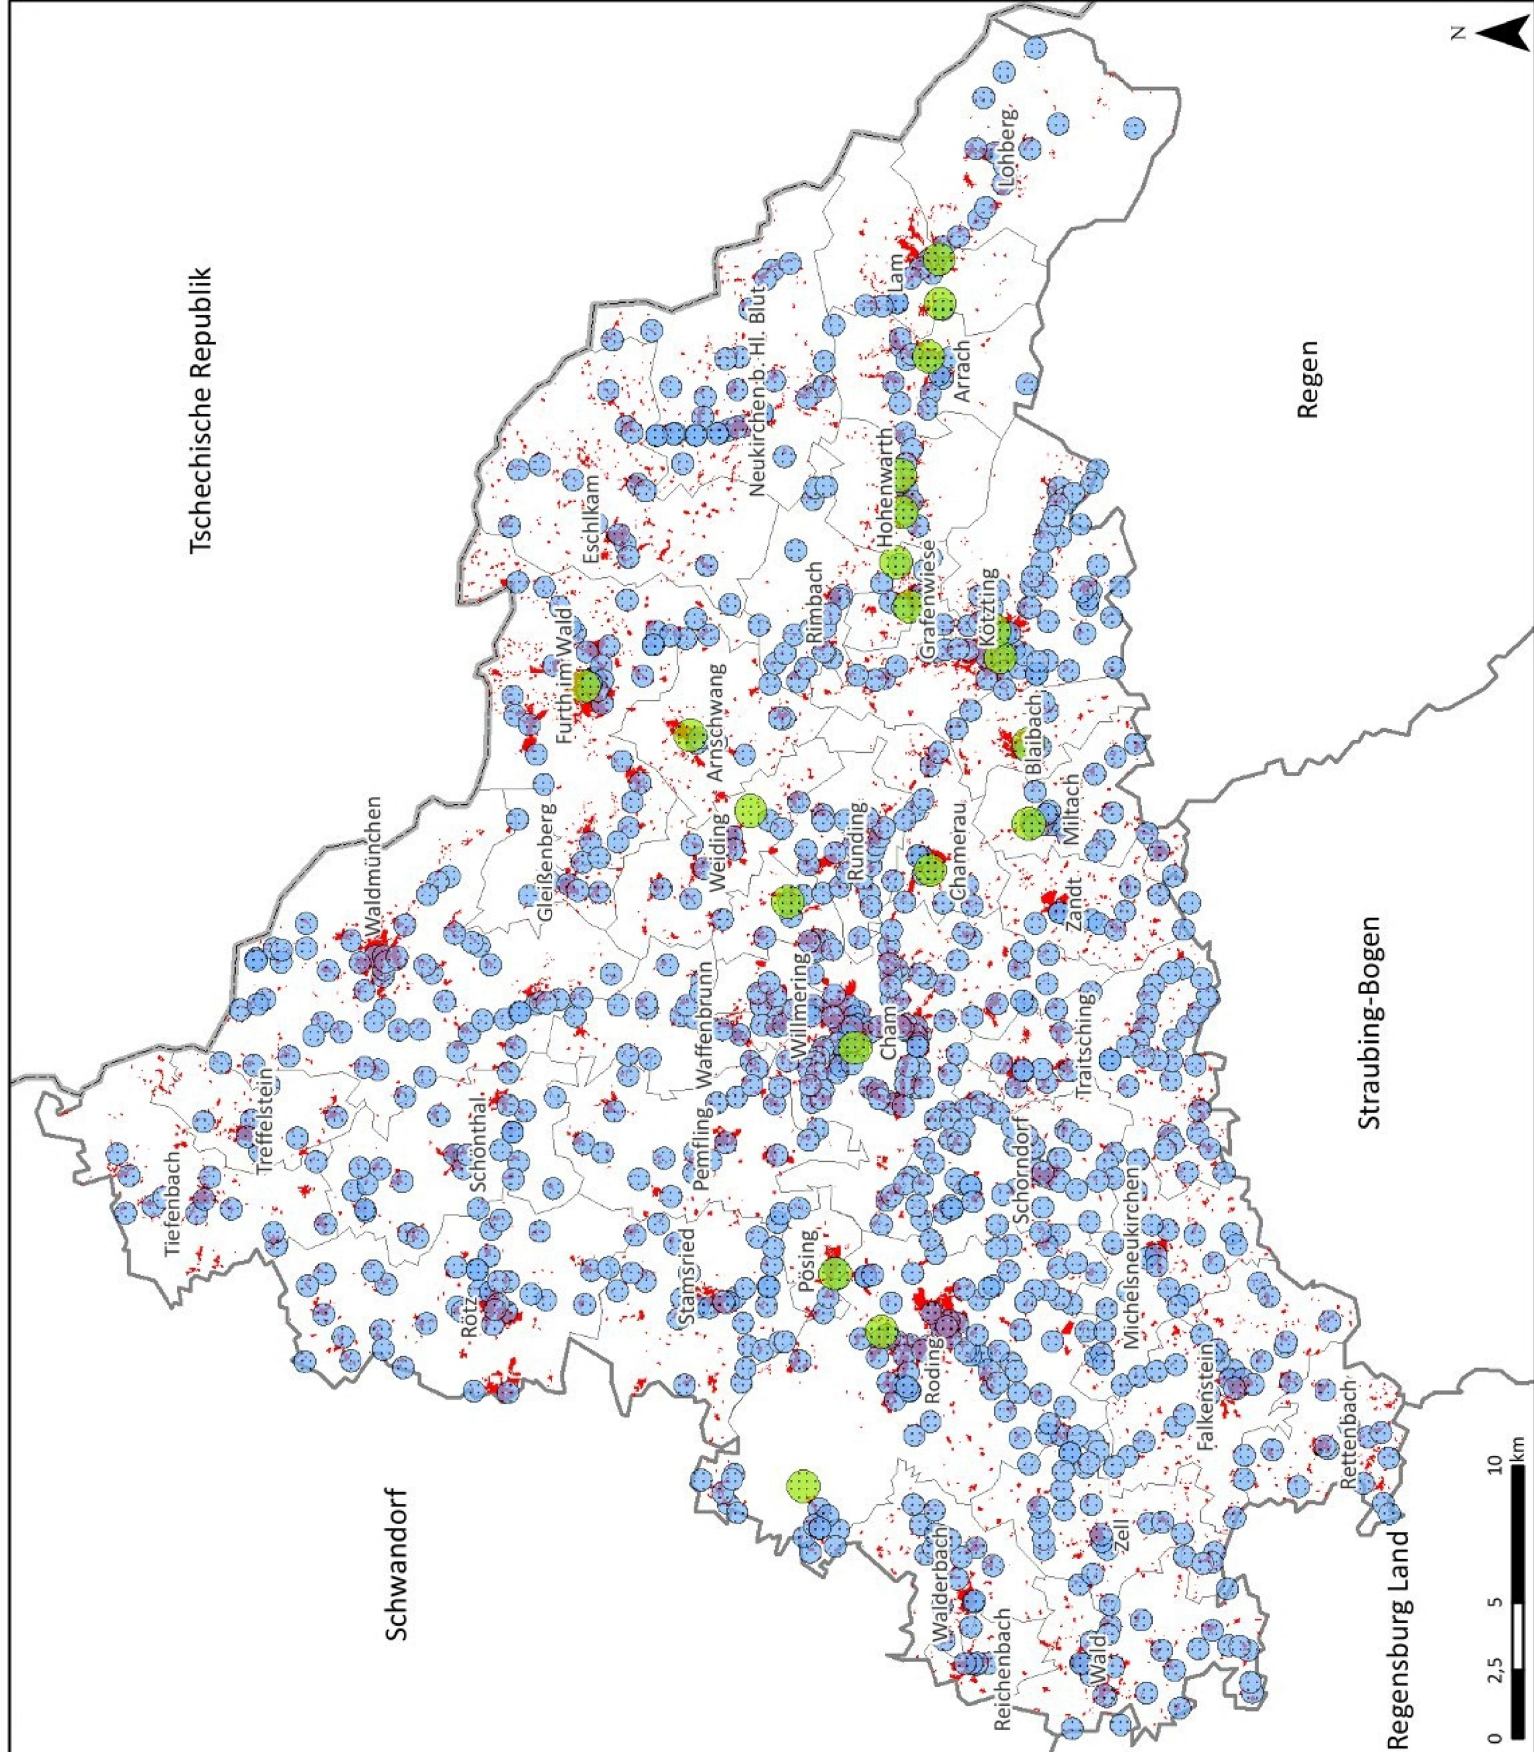 Tschechische Republik
Schwandorf
Regen
Straubing-Bogen
Regensburg Land
N
Tiefenbach
Treffelstein
Waldmünchen
Schönthal
Rötz
Gleißenberg
Furth im Wald
Eschlkam
Neukirchen b. Hl. Blut
Arnschwang
Weiding
Waffenbrunn
Pemfling
Stamsried
Willmering
Runding
Rimbach
Hohenwarth
Grafenwiese
Lam
Arrach
Lohberg
Kötzting
Blaibach
Miltach
Chamerau
Zandt
Cham
Pösing
Roding
Traitsching
Schorndorf
Michelsneukirchen
Falkenstein
Rettenbach
Zell
Wald
Walderbach
Reichenbach
0 2,5 5 10
km